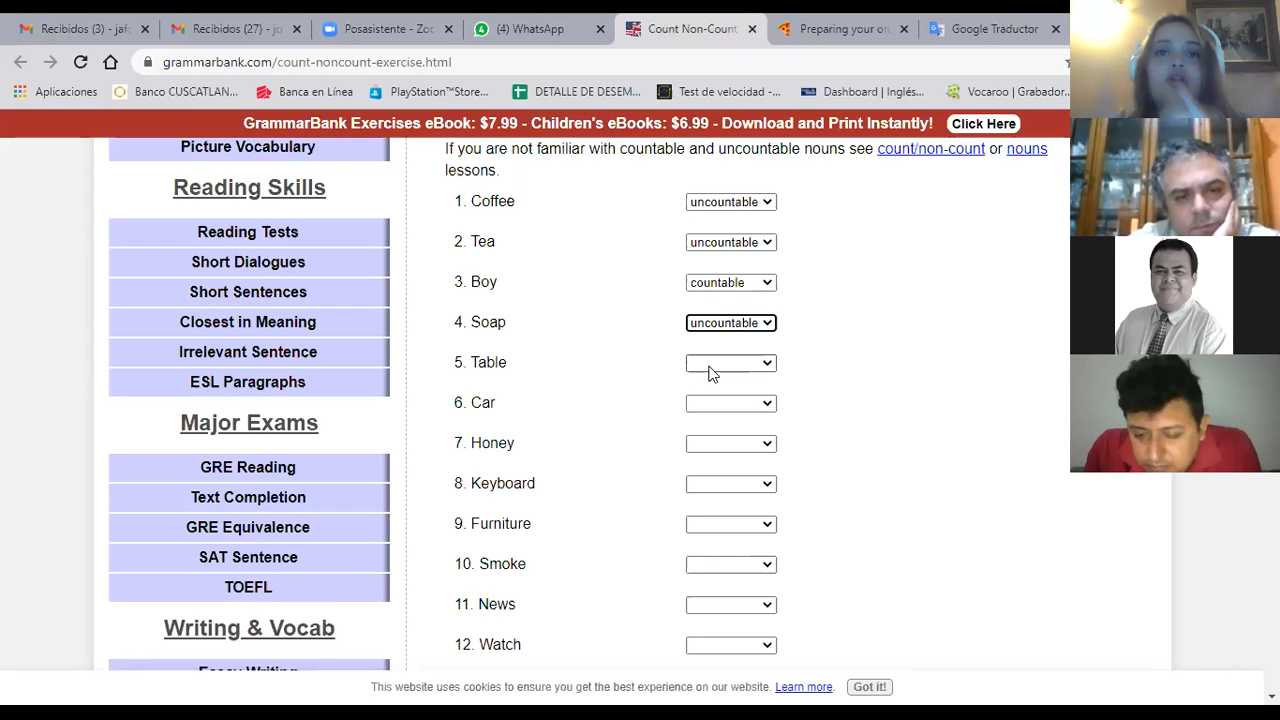 Recibidos (3) - jafc
Recibidos (27) - jo
Posasistente - Zoo
(4) WhatsApp
Count Non-Count
Preparing your or
Google Traductor
grammarbank.com/count-noncount-exercise.html
Aplicaciones
Banco CUSCATLAN...
Banca en Línea
PlayStation™Store...
DETALLE DE DESEM...
Test de velocidad -...
Dashboard | Inglés...
Vocaroo | Grabador
GrammarBank Exercises eBook: $7.99 - Children's eBooks: $6.99 - Download and Print Instantly!
Click Here
Picture Vocabulary
Reading Skills
Reading Tests
Short Dialogues
Short Sentences
Closest in Meaning
Irrelevant Sentence
ESL Paragraphs
Major Exams
GRE Reading
Text Completion
GRE Equivalence
SAT Sentence
TOEFL
Writing & Vocab
Essay Writing
If you are not familiar with countable and uncountable nouns see count/non-count or nouns
lessons.
1. Coffee uncountable
2. Tea uncountable
3. Boy countable
4. Soap uncountable
5. Table
6. Car
7. Honey
8. Keyboard
9. Furniture
10. Smoke
11. News
12. Watch
This website uses cookies to ensure you get the best experience on our website. Learn more.
Got it!